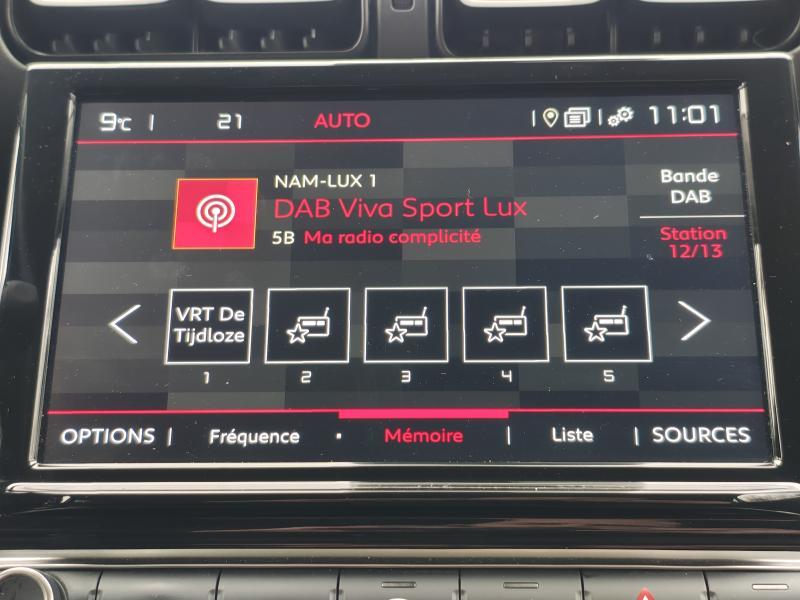 9°C | 21 AUTO | | 11:01
NAM-LUX 1
DAB Viva Sport Lux
5B Ma radio complicité
Bande
DAB
Station
12/13
VRT De
Tijdloze
1 2 3 4 5
OPTIONS | Fréquence · Mémoire | Liste | SOURCES